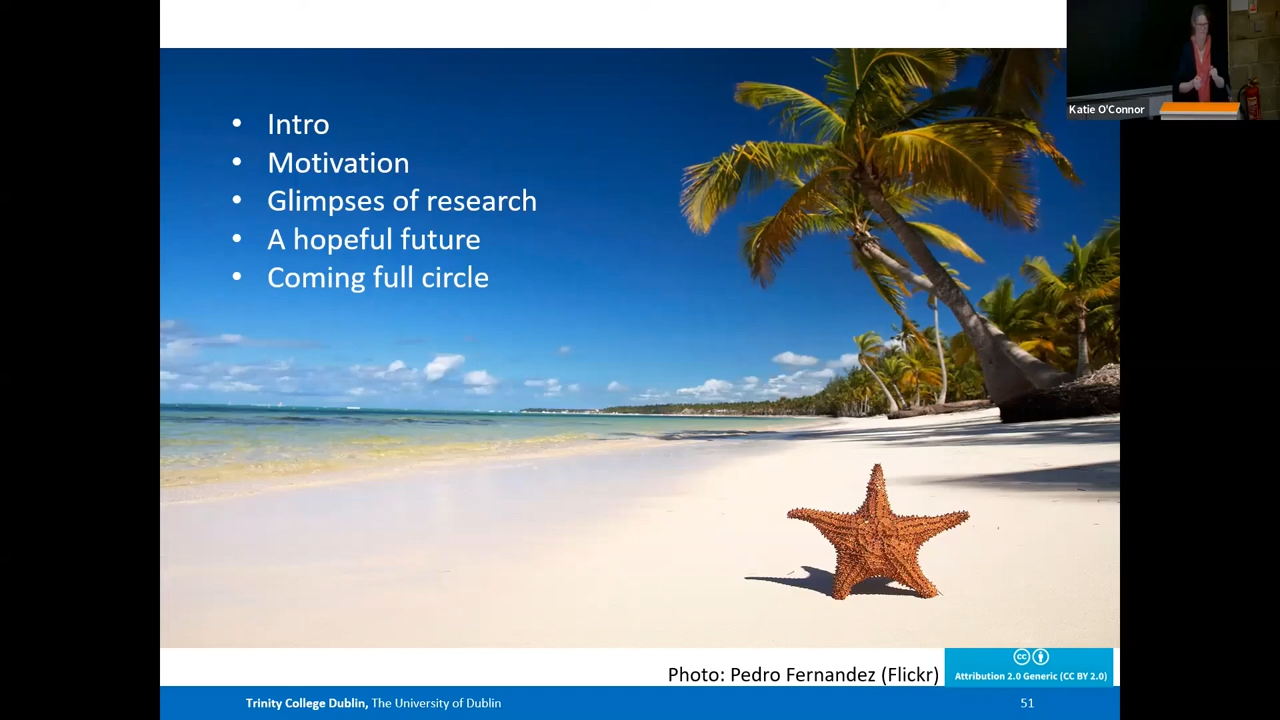 Katie O'Connor
• Intro
• Motivation
• Glimpses of research
• A hopeful future
• Coming full circle
Photo: Pedro Fernandez (Flickr)
cc
Attribution 2.0 Generic (CC BY 2.0)
Trinity College Dublin, The University of Dublin
51